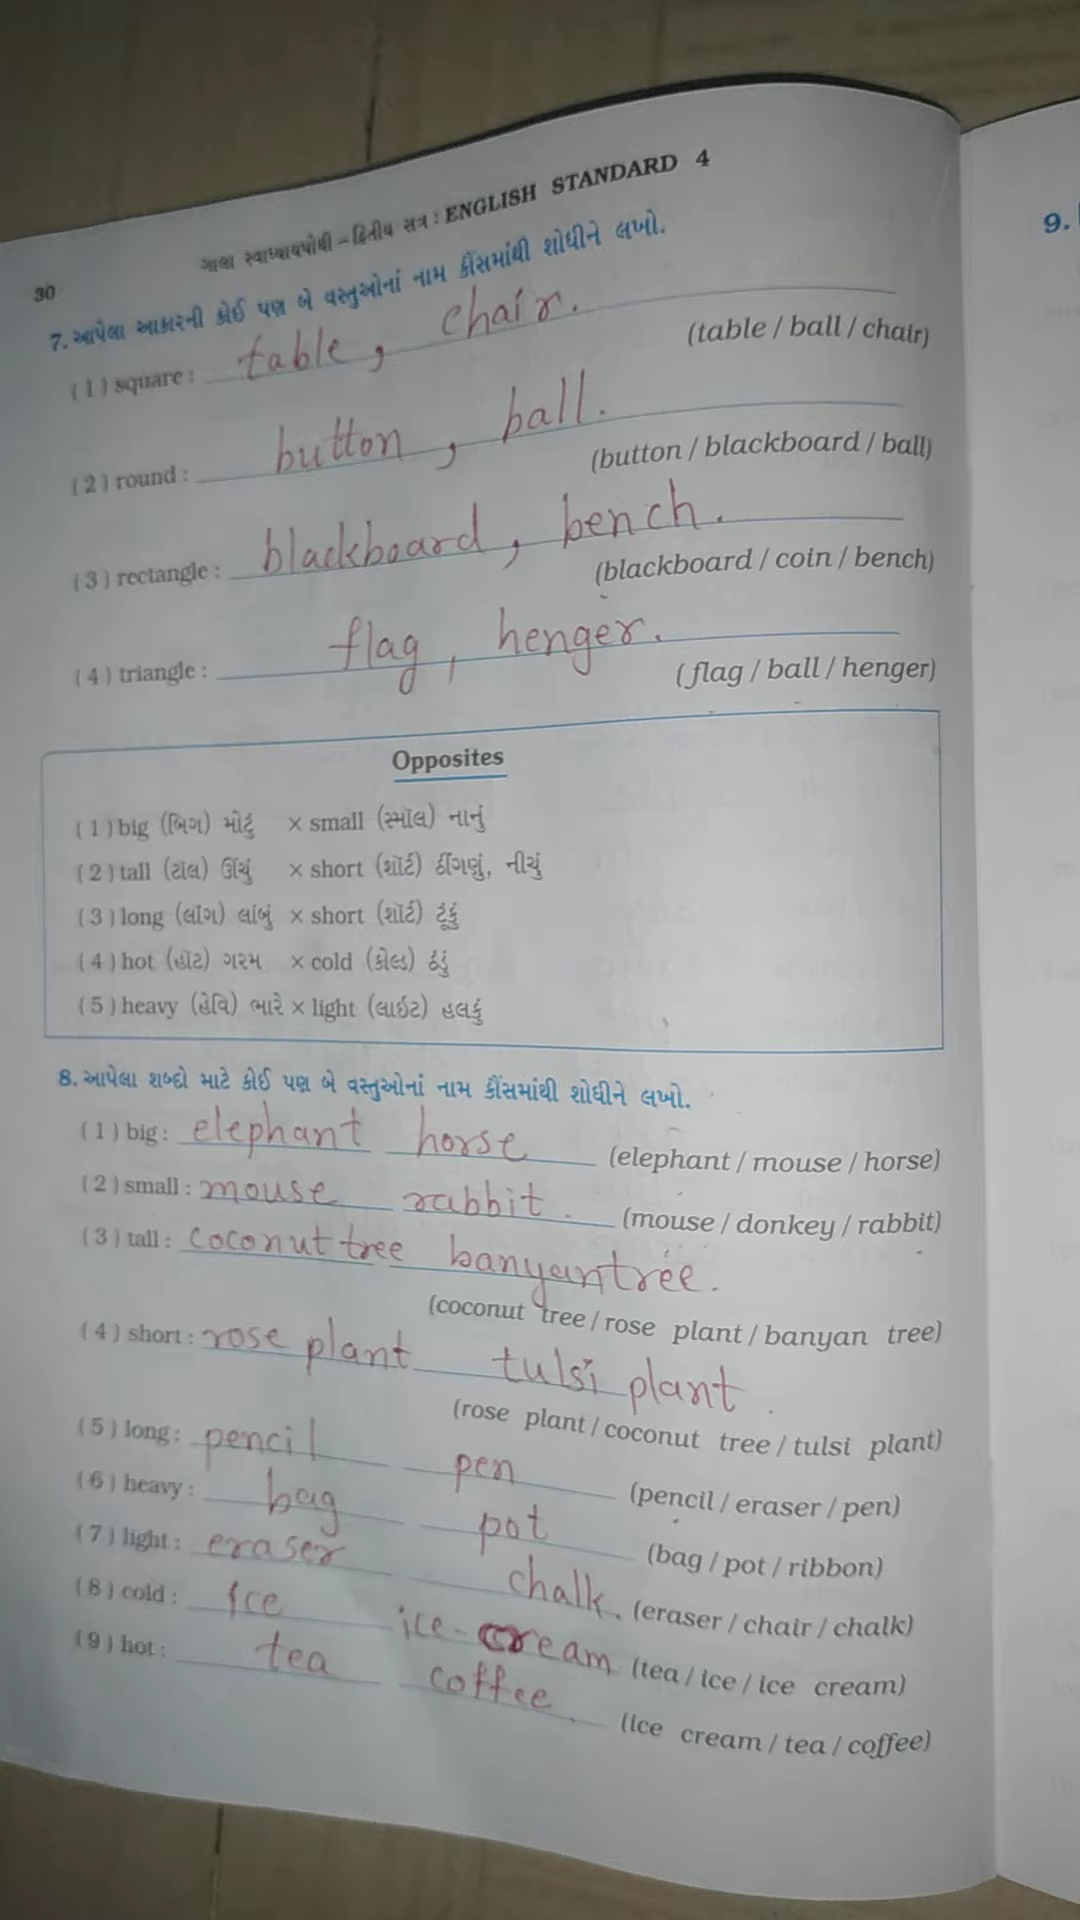 30
ગાલા સ્વાધ્યાયપોથી – દ્વિતીય સત્ર : ENGLISH STANDARD 4
7. આપેલા આકારની કોઈ પણ બે વસ્તુઓનાં નામ કૌંસમાંથી શોધીને લખો.
(1) square : table, chair.
(table / ball / chair)
(2) round : button, ball.
(button / blackboard / ball)
(3) rectangle : blackboard, bench.
(blackboard / coin / bench)
(4) triangle : flag, henger.
(flag / ball / henger)
Opposites
(1) big (બિગ) મોટું × small (સ્મૉલ) નાનું
(2) tall (ટૉલ) ઊંચું × short (શૉર્ટ) ઠીંગણું, નીચું
(3) long (લૉંગ) લાંબું × short (શૉર્ટ) ટૂંકું
(4) hot (હૉટ) ગરમ × cold (કોલ્ડ) ઠંડું
(5) heavy (હેવિ) ભારે × light (લાઇટ) હલકું
8. આપેલા શબ્દો માટે કોઈ પણ બે વસ્તુઓનાં નામ કૌંસમાંથી શોધીને લખો.
(1) big : elephant horse (elephant / mouse / horse)
(2) small : mouse rabbit. (mouse / donkey / rabbit)
(3) tall : coconut tree banyantree.
(coconut tree / rose plant / banyan tree)
(4) short : rose plant tulsi plant.
(rose plant / coconut tree / tulsi plant)
(5) long : pencil pen (pencil / eraser / pen)
(6) heavy : bag pot (bag / pot / ribbon)
(7) light : eraser chalk. (eraser / chair / chalk)
(8) cold : ice ice-cream (tea / ice / ice cream)
(9) hot : tea coffee. (ice cream / tea / coffee)
9.